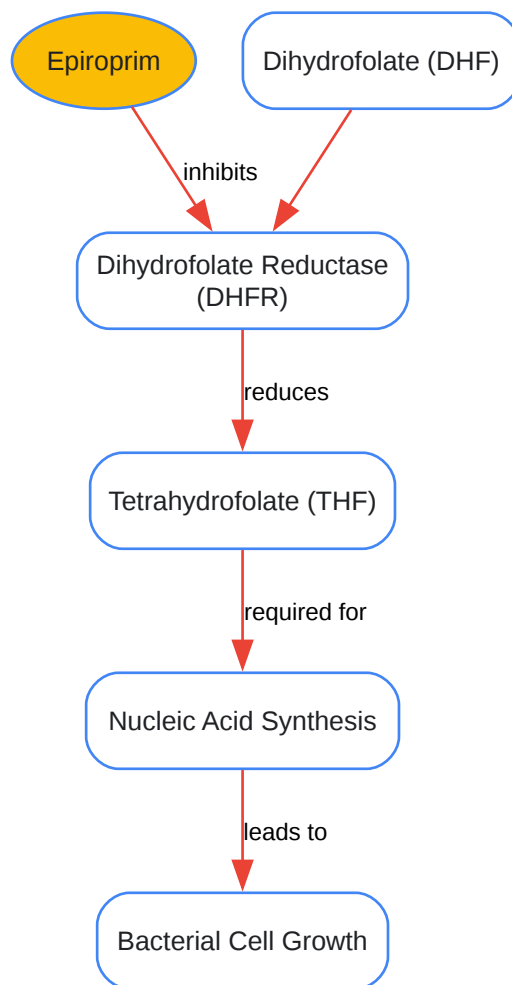 Epiroprim
Dihydrofolate (DHF)
inhibits
Dihydrofolate Reductase
(DHFR)
reduces
Tetrahydrofolate (THF)
required for
Nucleic Acid Synthesis
leads to
Bacterial Cell Growth